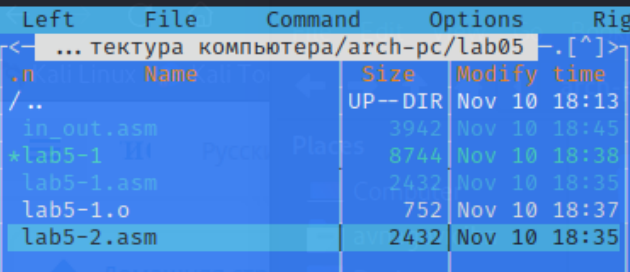 Left File Command Options Rig
<— ...тектура компьютера/arch-pc/lab05 —.[^]>
.n Name Size Modify time
/.. UP--DIR Nov 10 18:13
in_out.asm 3942 Nov 10 18:45
*lab5-1 8744 Nov 10 18:38
lab5-1.asm 2432 Nov 10 18:35
lab5-1.o 752 Nov 10 18:37
lab5-2.asm 2432 Nov 10 18:35